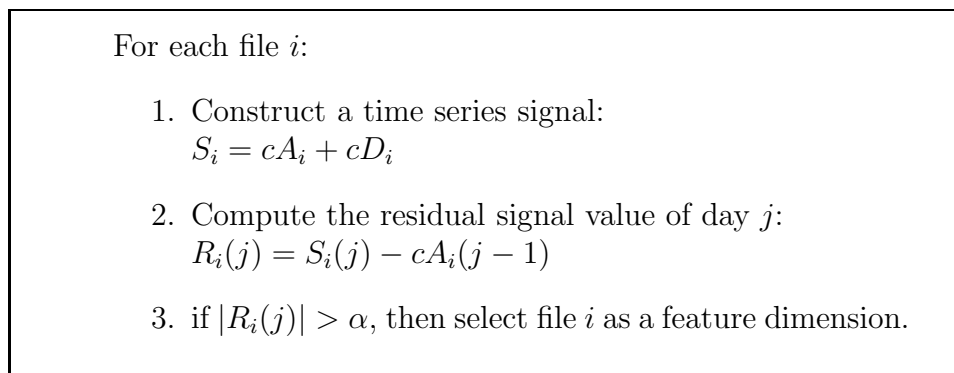 For each file i:
1. Construct a time series signal:
S_i = cA_i + cD_i
2. Compute the residual signal value of day j:
R_i(j) = S_i(j) − cA_i(j − 1)
3. if |R_i(j)| > α, then select file i as a feature dimension.